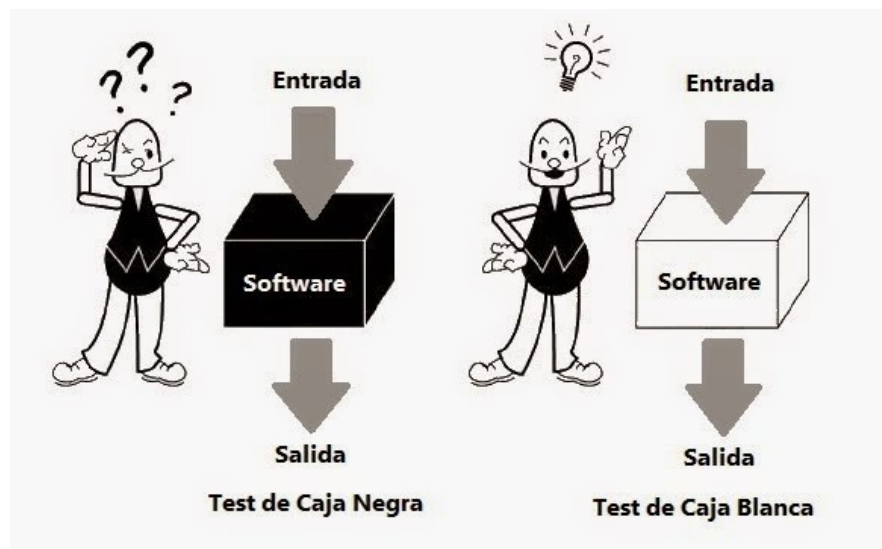 ? ? ?
Entrada
Software
Salida
Test de Caja Negra
Entrada
Software
Salida
Test de Caja Blanca